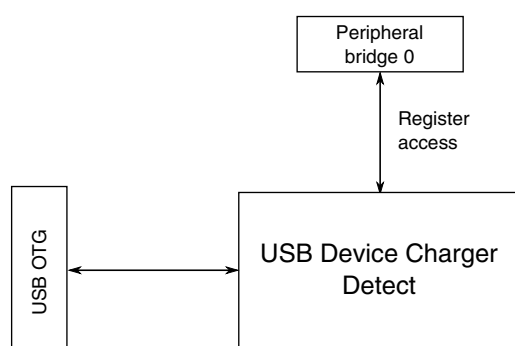 Peripheral
bridge 0
Register
access
USB Device Charger
Detect
USB OTG